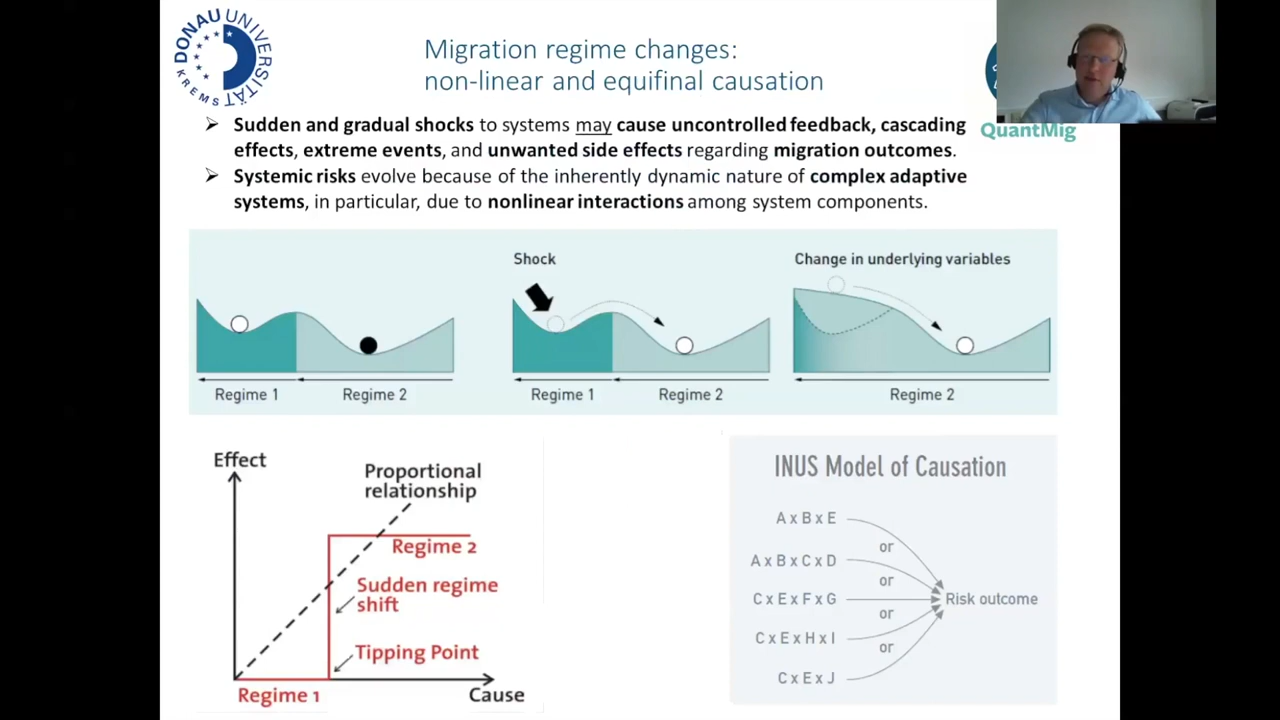 DONAU UNIVERSITÄT
KREMS
Migration regime changes:
non-linear and equifinal causation
QuantMig
➢ Sudden and gradual shocks to systems may cause uncontrolled feedback, cascading
effects, extreme events, and unwanted side effects regarding migration outcomes.
➢ Systemic risks evolve because of the inherently dynamic nature of complex adaptive
systems, in particular, due to nonlinear interactions among system components.
Regime 1
Regime 2
Shock
Regime 1
Regime 2
Change in underlying variables
Regime 2
Effect
Proportional
relationship
Regime 2
Sudden regime
shift
Tipping Point
Regime 1
Cause
INUS Model of Causation
A x B x E
or
A x B x C x D
or
C x E x F x G
or
C x E x H x I
or
C x E x J
Risk outcome